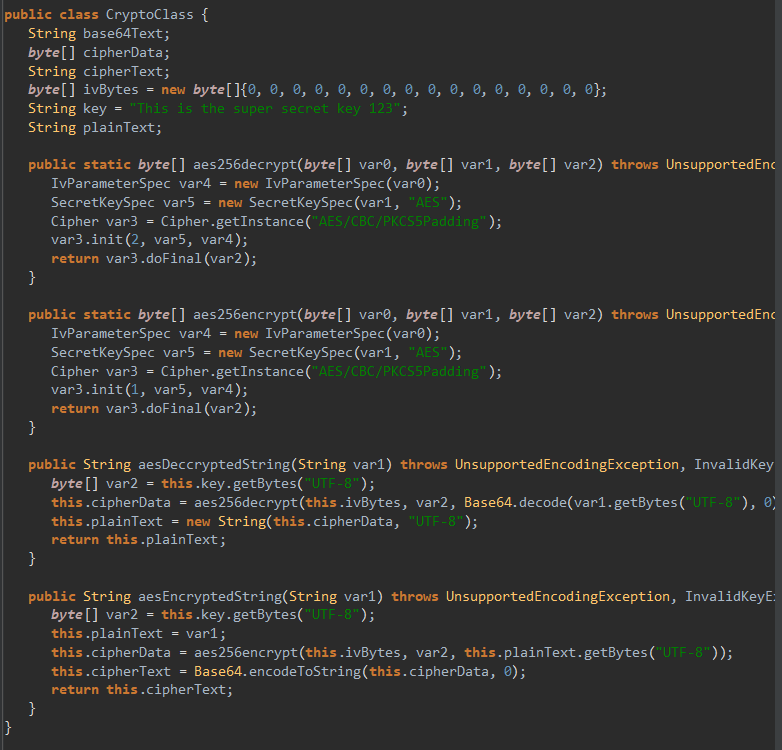 public class CryptoClass {
String base64Text;
byte[] cipherData;
String cipherText;
byte[] ivBytes = new byte[]{0, 0, 0, 0, 0, 0, 0, 0, 0, 0, 0, 0, 0, 0, 0, 0};
String key = "This is the super secret key 123";
String plainText;
public static byte[] aes256decrypt(byte[] var0, byte[] var1, byte[] var2) throws UnsupportedEnc
IvParameterSpec var4 = new IvParameterSpec(var0);
SecretKeySpec var5 = new SecretKeySpec(var1, "AES");
Cipher var3 = Cipher.getInstance("AES/CBC/PKCS5Padding");
var3.init(2, var5, var4);
return var3.doFinal(var2);
}
public static byte[] aes256encrypt(byte[] var0, byte[] var1, byte[] var2) throws UnsupportedEnc
IvParameterSpec var4 = new IvParameterSpec(var0);
SecretKeySpec var5 = new SecretKeySpec(var1, "AES");
Cipher var3 = Cipher.getInstance("AES/CBC/PKCS5Padding");
var3.init(1, var5, var4);
return var3.doFinal(var2);
}
public String aesDeccryptedString(String var1) throws UnsupportedEncodingException, InvalidKey
byte[] var2 = this.key.getBytes("UTF-8");
this.cipherData = aes256decrypt(this.ivBytes, var2, Base64.decode(var1.getBytes("UTF-8"), 0)
this.plainText = new String(this.cipherData, "UTF-8");
return this.plainText;
}
public String aesEncryptedString(String var1) throws UnsupportedEncodingException, InvalidKeyE
byte[] var2 = this.key.getBytes("UTF-8");
this.plainText = var1;
this.cipherData = aes256encrypt(this.ivBytes, var2, this.plainText.getBytes("UTF-8"));
this.cipherText = Base64.encodeToString(this.cipherData, 0);
return this.cipherText;
}
}